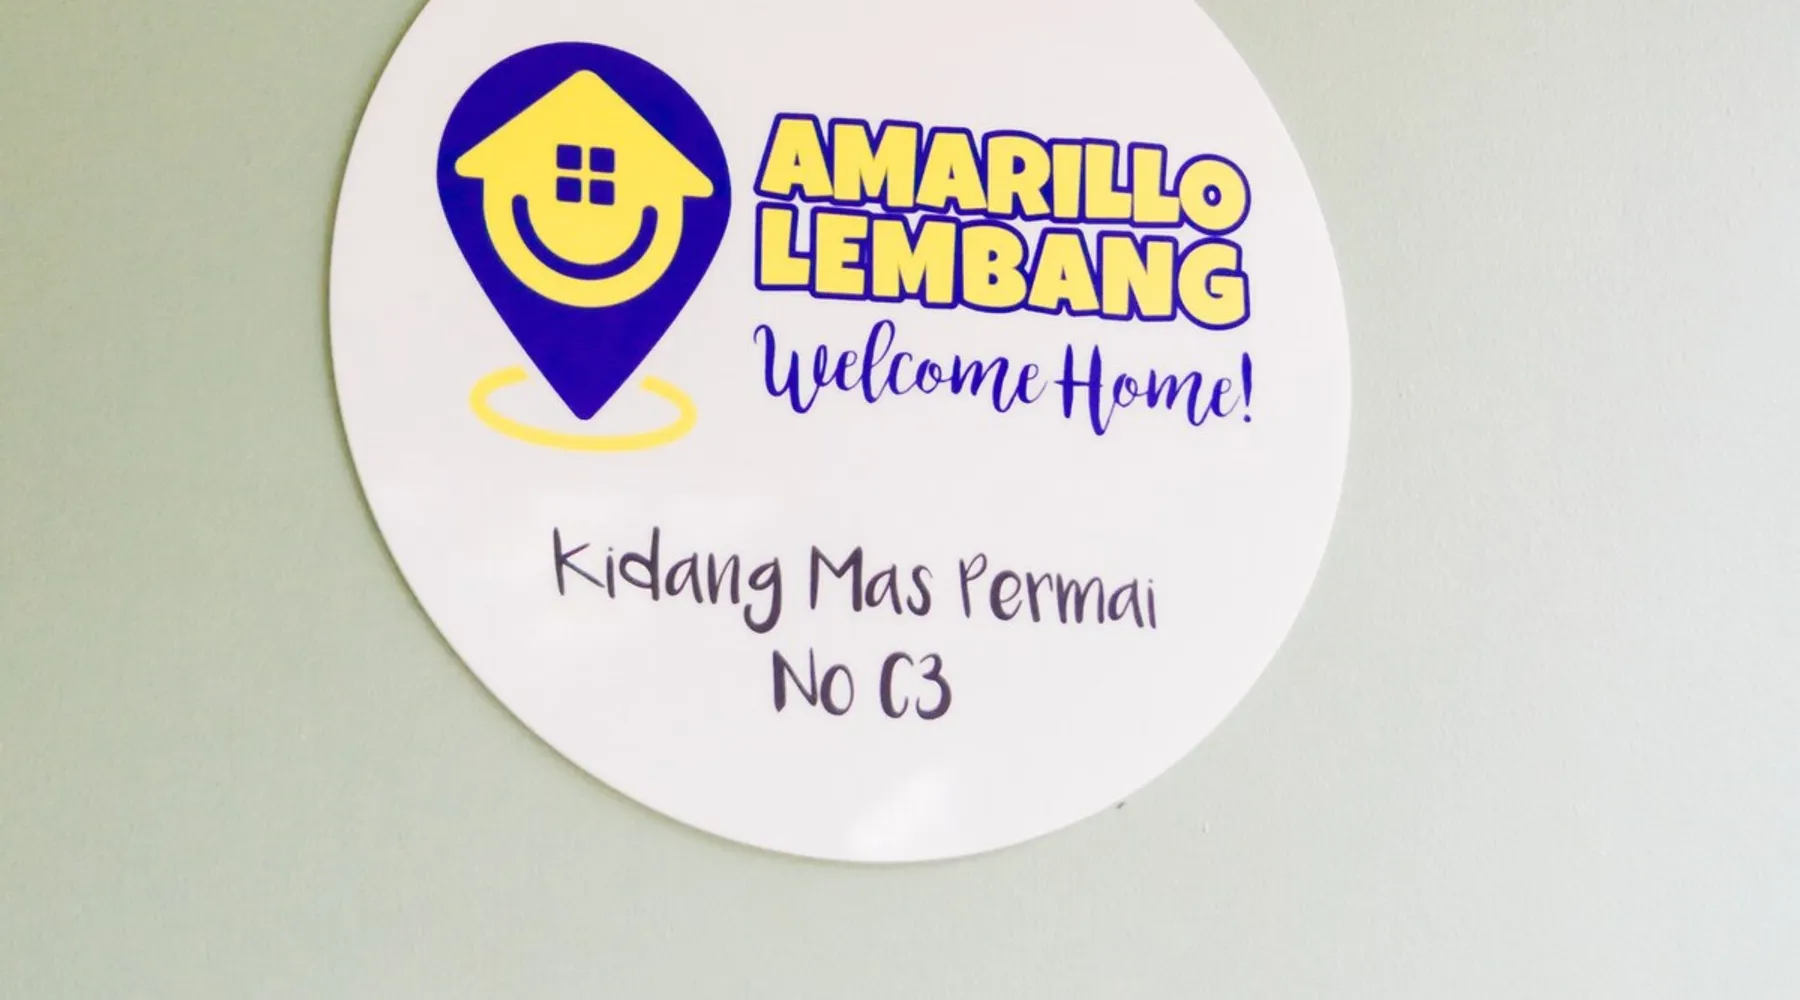 AMARILLO
LEMBANG
Welcome Home!
Kidang Mas Permai
No C3